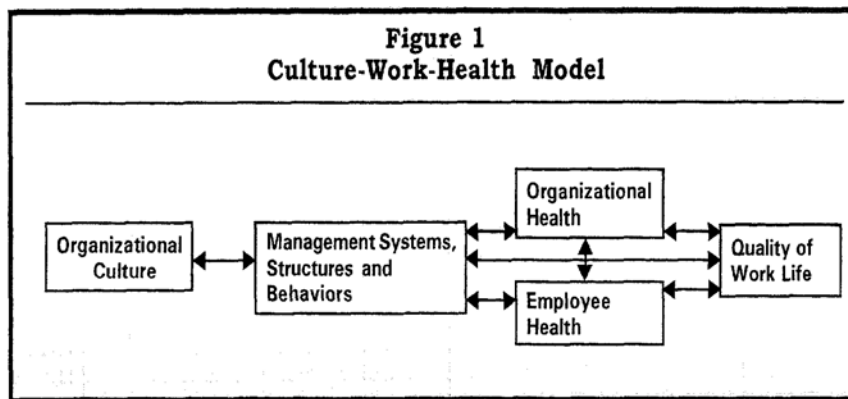 Figure 1
Culture-Work-Health Model
Organizational
Culture
Management Systems,
Structures and
Behaviors
Organizational
Health
Employee
Health
Quality of
Work Life